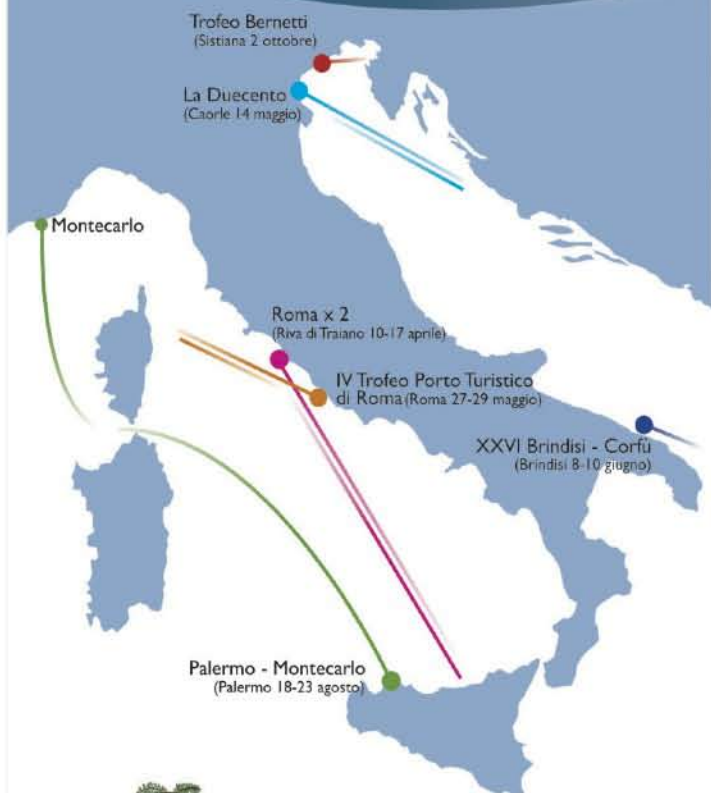 Trofeo Bernetti
(Sistiana 2 ottobre)
La Duecento
(Caorle 14 maggio)
Montecarlo
Roma x 2
(Riva di Traiano 10-17 aprile)
IV Trofeo Porto Turistico
di Roma (Roma 27-29 maggio)
XXVI Brindisi - Corfù
(Brindisi 8-10 giugno)
Palermo - Montecarlo
(Palermo 18-23 agosto)